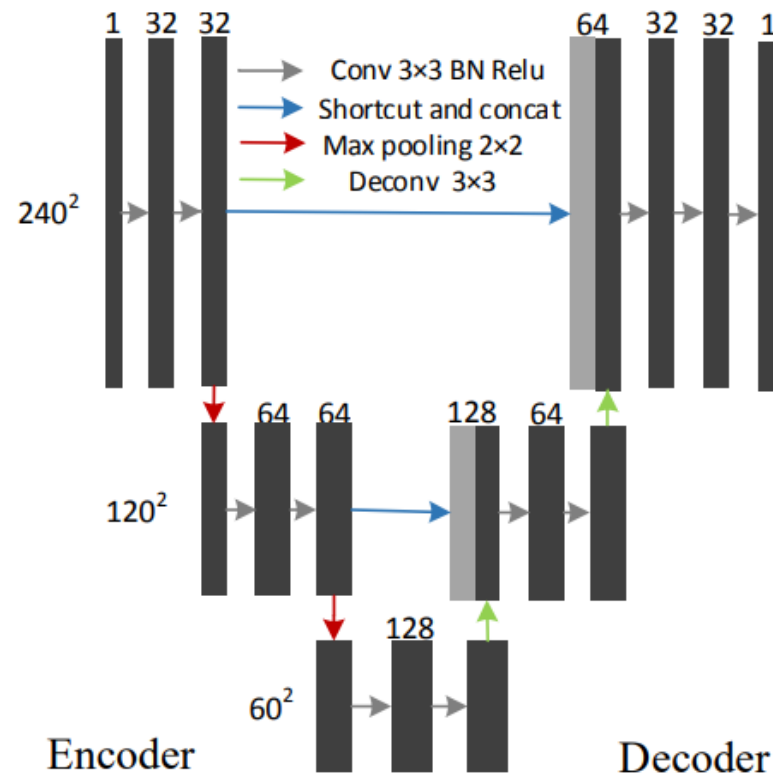 1 32 32 64 32 32 1
Conv 3×3 BN Relu
Shortcut and concat
Max pooling 2×2
Deconv 3×3
240²
64 64 128 64
120²
128
60²
Encoder Decoder